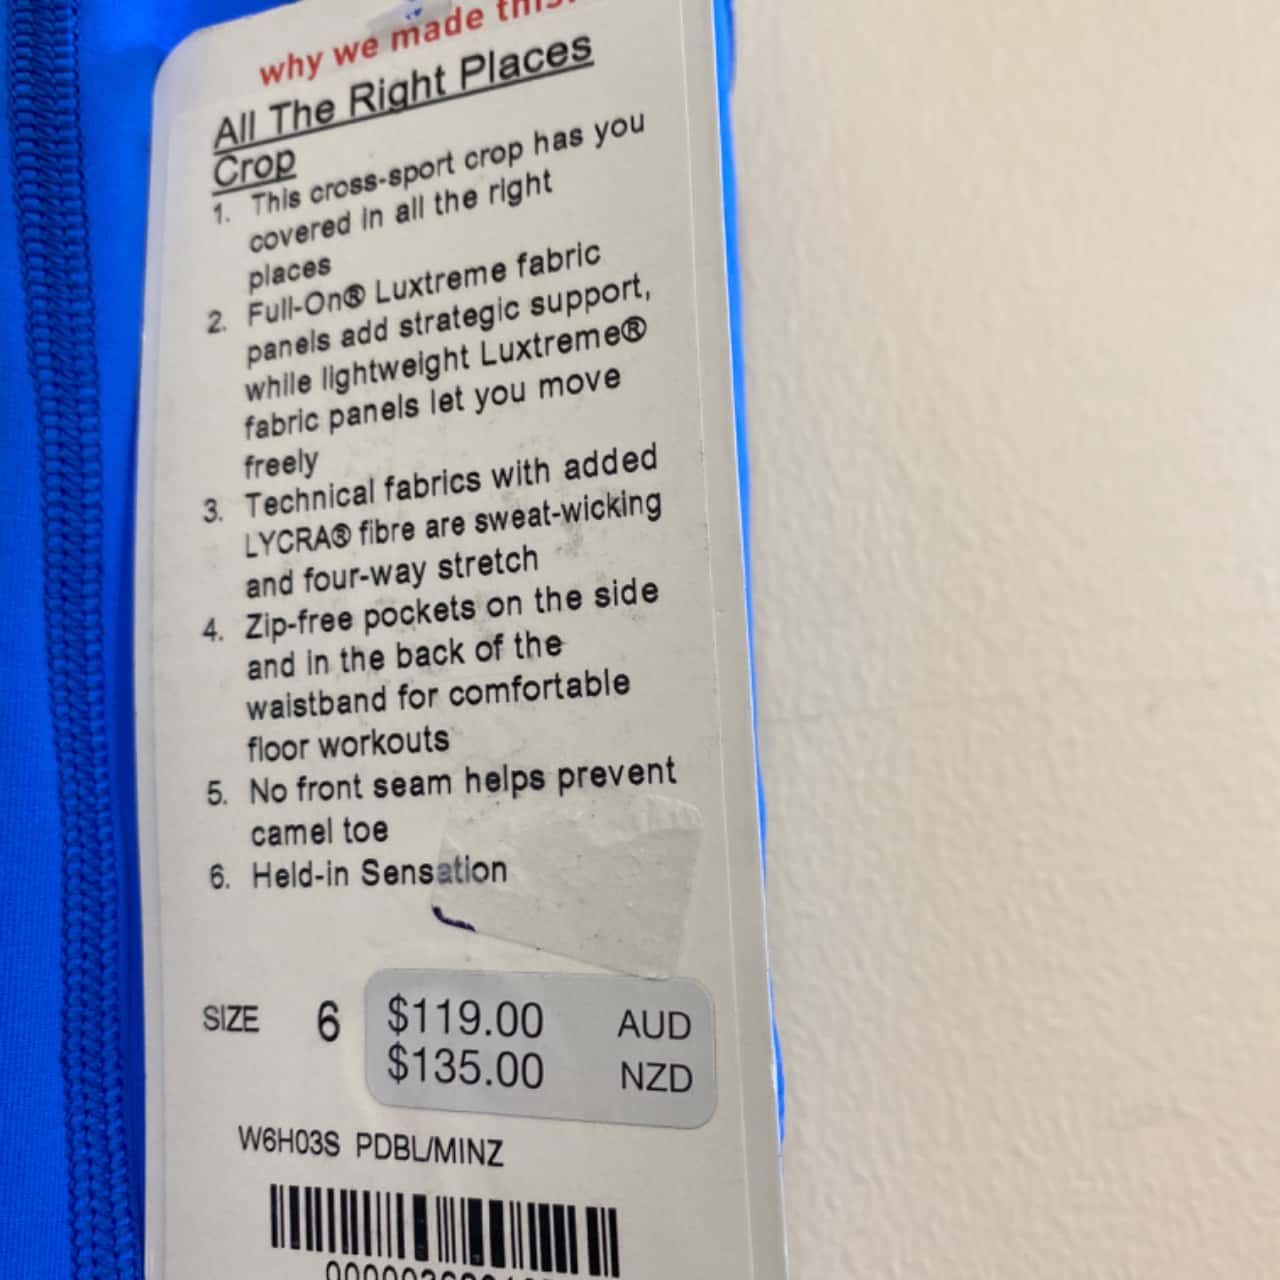 why we made this.
All The Right Places
Crop
1. This cross-sport crop has you
covered in all the right
places
2. Full-On® Luxtreme fabric
panels add strategic support,
while lightweight Luxtreme®
fabric panels let you move
freely
3. Technical fabrics with added
LYCRA® fibre are sweat-wicking
and four-way stretch
4. Zip-free pockets on the side
and in the back of the
waistband for comfortable
floor workouts
5. No front seam helps prevent
camel toe
6. Held-in Sensation
SIZE 6 $119.00 AUD
$135.00 NZD
W6H03S PDBL/MINZ